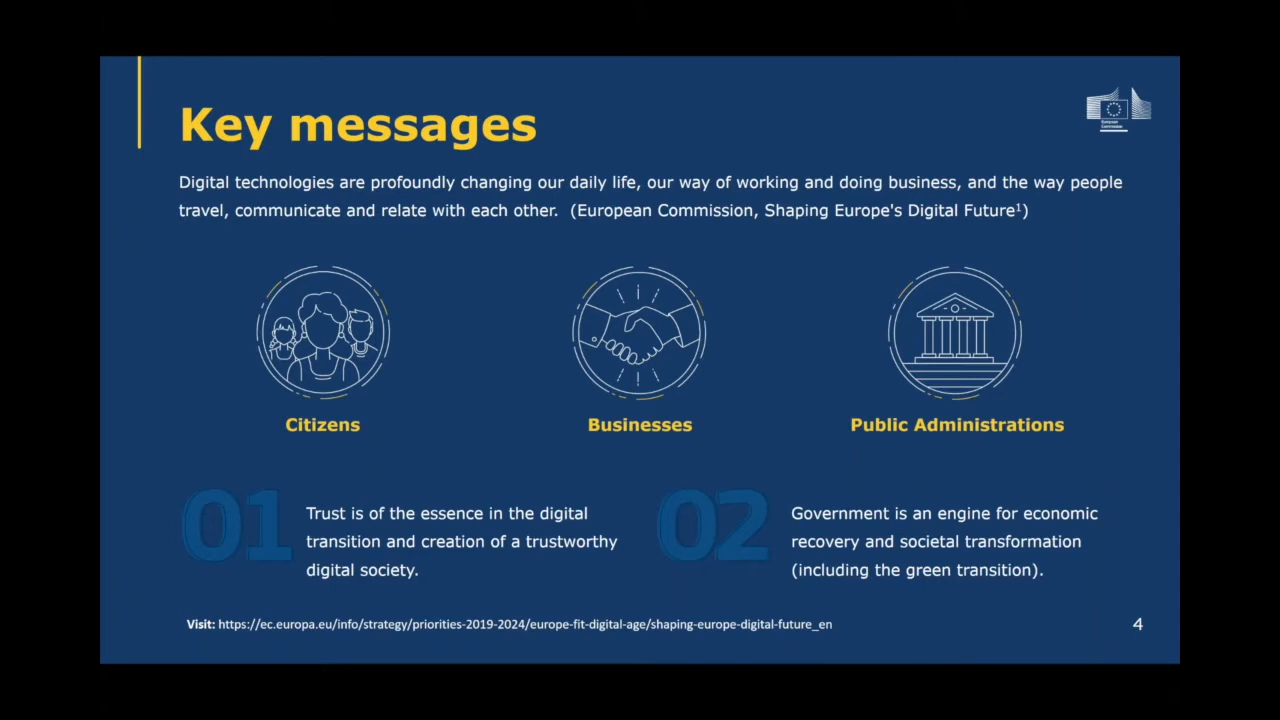 Key messages
European
Commission
Digital technologies are profoundly changing our daily life, our way of working and doing business, and the way people
travel, communicate and relate with each other.  (European Commission, Shaping Europe's Digital Future¹)
Citizens
Businesses
Public Administrations
01
Trust is of the essence in the digital
transition and creation of a trustworthy
digital society.
02
Government is an engine for economic
recovery and societal transformation
(including the green transition).
Visit: https://ec.europa.eu/info/strategy/priorities-2019-2024/europe-fit-digital-age/shaping-europe-digital-future_en
4